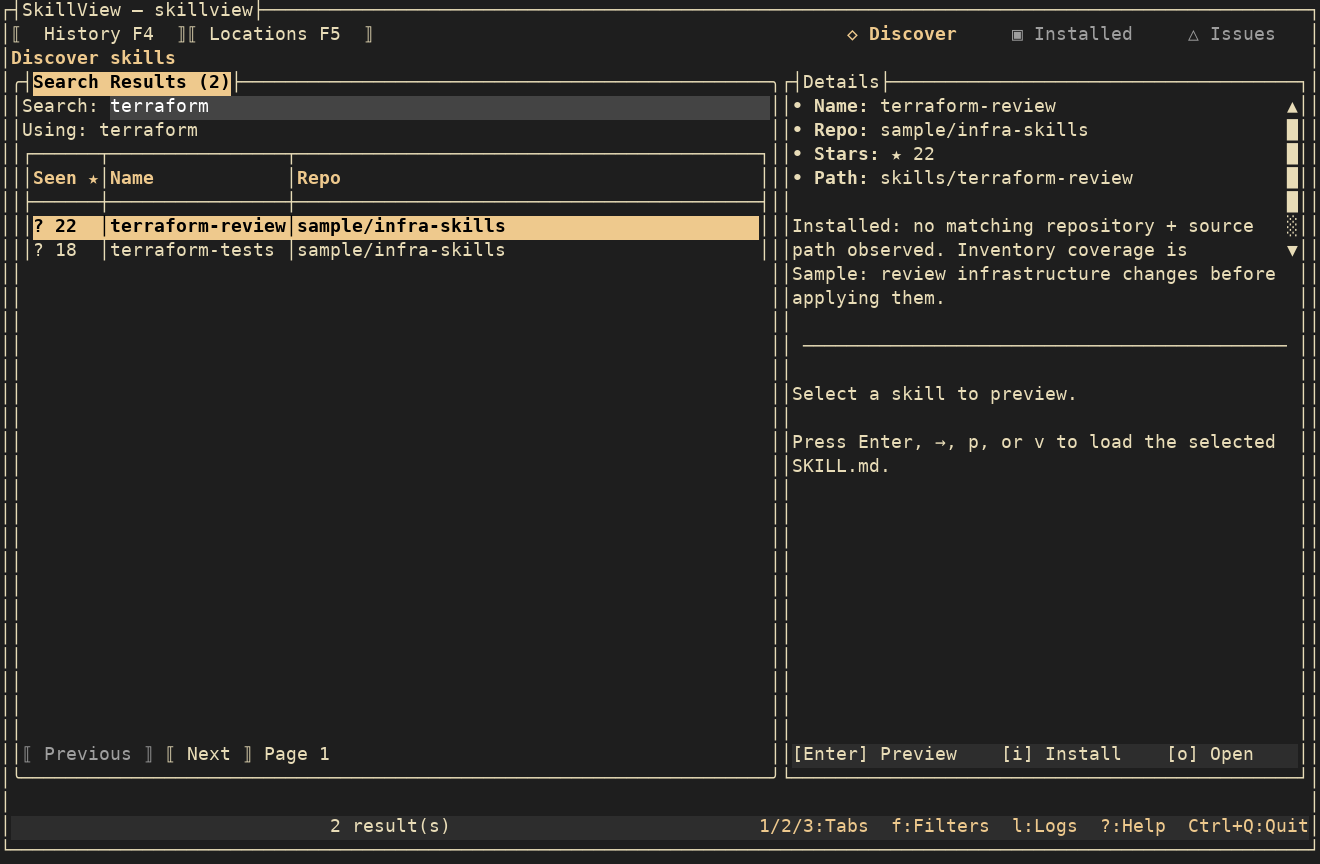 SkillView — skillview
⟦  History F4  ⟧⟦ Locations F5  ⟧ ◇ Discover ▣ Installed △ Issues
Discover skills
Search Results (2)
Search: terraform
Using: terraform
Seen ★ Name Repo
? 22 terraform-review sample/infra-skills
? 18 terraform-tests sample/infra-skills
⟦ Previous ⟧ ⟦ Next ⟧ Page 1
Details
• Name: terraform-review
• Repo: sample/infra-skills
• Stars: ★ 22
• Path: skills/terraform-review
Installed: no matching repository + source
path observed. Inventory coverage is
Sample: review infrastructure changes before
applying them.
Select a skill to preview.
Press Enter, →, p, or v to load the selected
SKILL.md.
[Enter] Preview [i] Install [o] Open
2 result(s) 1/2/3:Tabs f:Filters l:Logs ?:Help Ctrl+Q:Quit